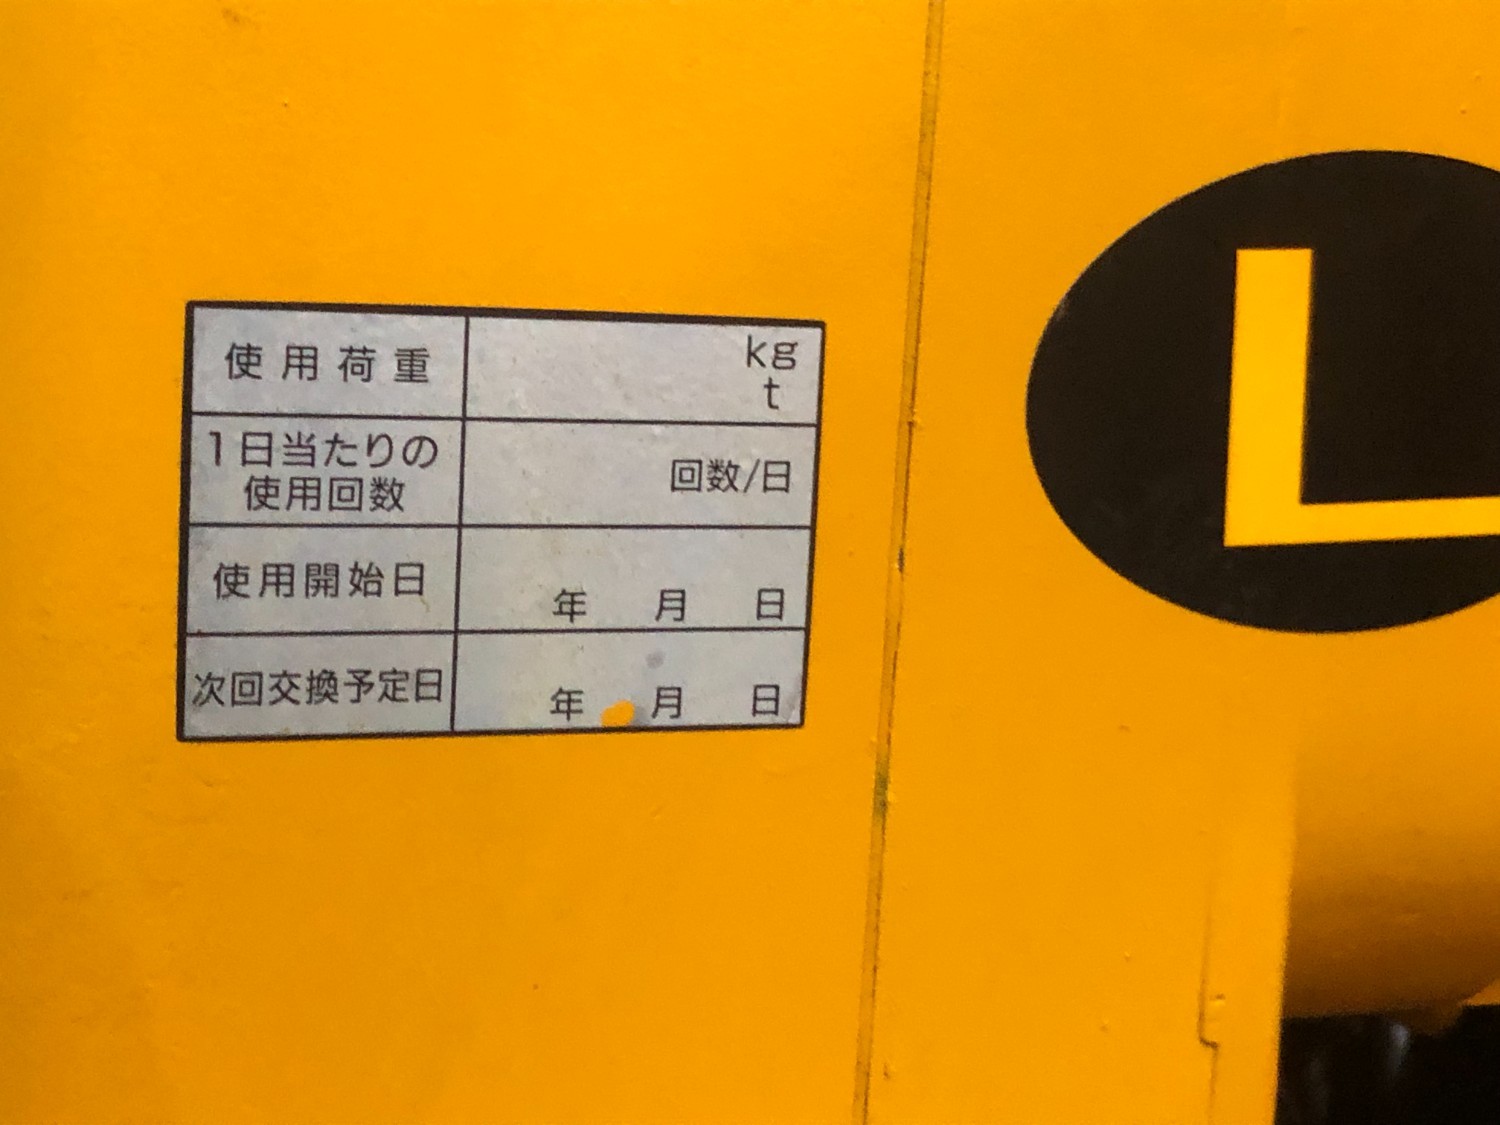 使用荷重
kg
t
1日当たりの
使用回数
回数/日
使用開始日
年 月 日
次回交換予定日
年 月 日
L